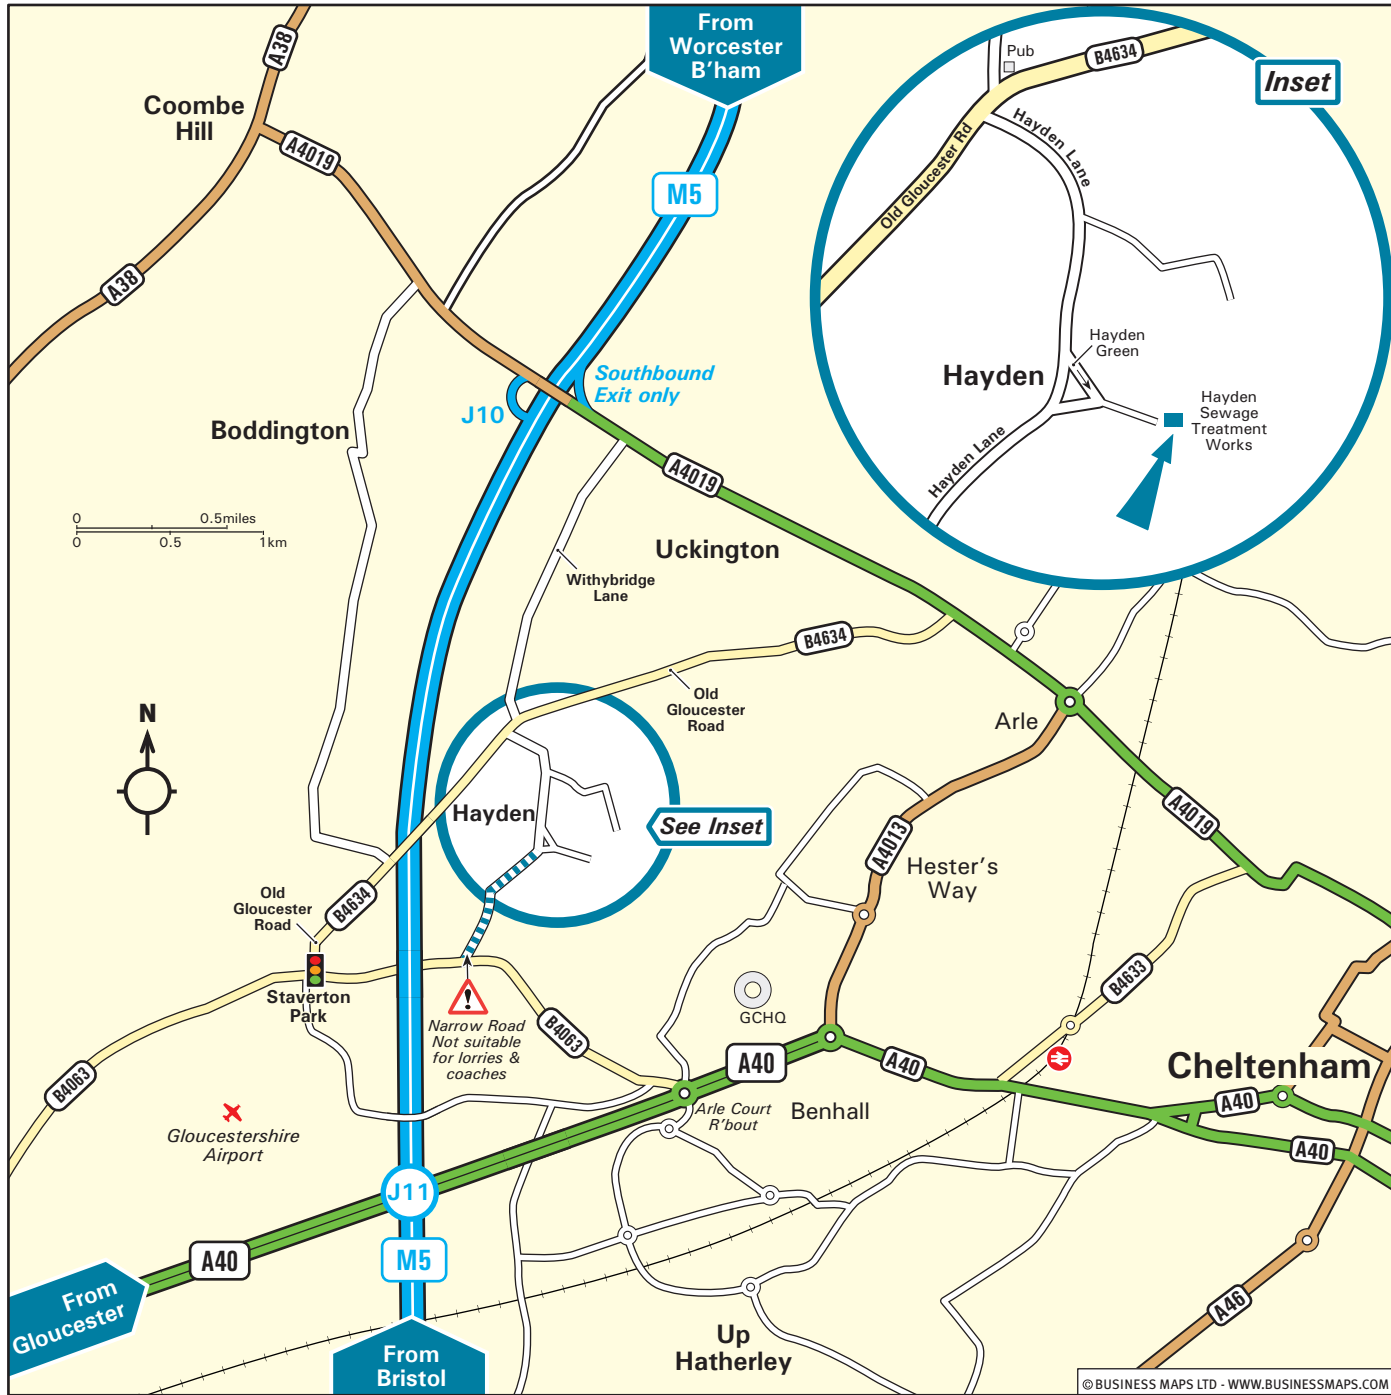 From
Worcester
B'ham
Pub
B4634
Inset
A38
Coombe
Hill
A4019
Hayden Lane
Old Gloucester Rd
M5
A38
Hayden
Green
Southbound
Exit only
J10
Hayden
Hayden
Sewage
Treatment
Works
Boddington
Hayden Lane
A4019
0 0.5miles
0 0.5 1km
Uckington
Withybridge
Lane
B4634
Old
Gloucester
Road
N
Arle
Hayden
See Inset
A4019
A4013
Hester's
Way
Old
Gloucester
Road
B4634
Staverton
Park
!
Narrow Road
Not suitable
for lorries &
coaches
B4063
GCHQ
B4633
B4063
A40
A40
Cheltenham
A40
Arle Court
R'bout
Benhall
Gloucestershire
Airport
A40
J11
A40
M5
From
Gloucester
A46
Up
Hatherley
From
Bristol
© BUSINESS MAPS LTD - WWW.BUSINESSMAPS.COM